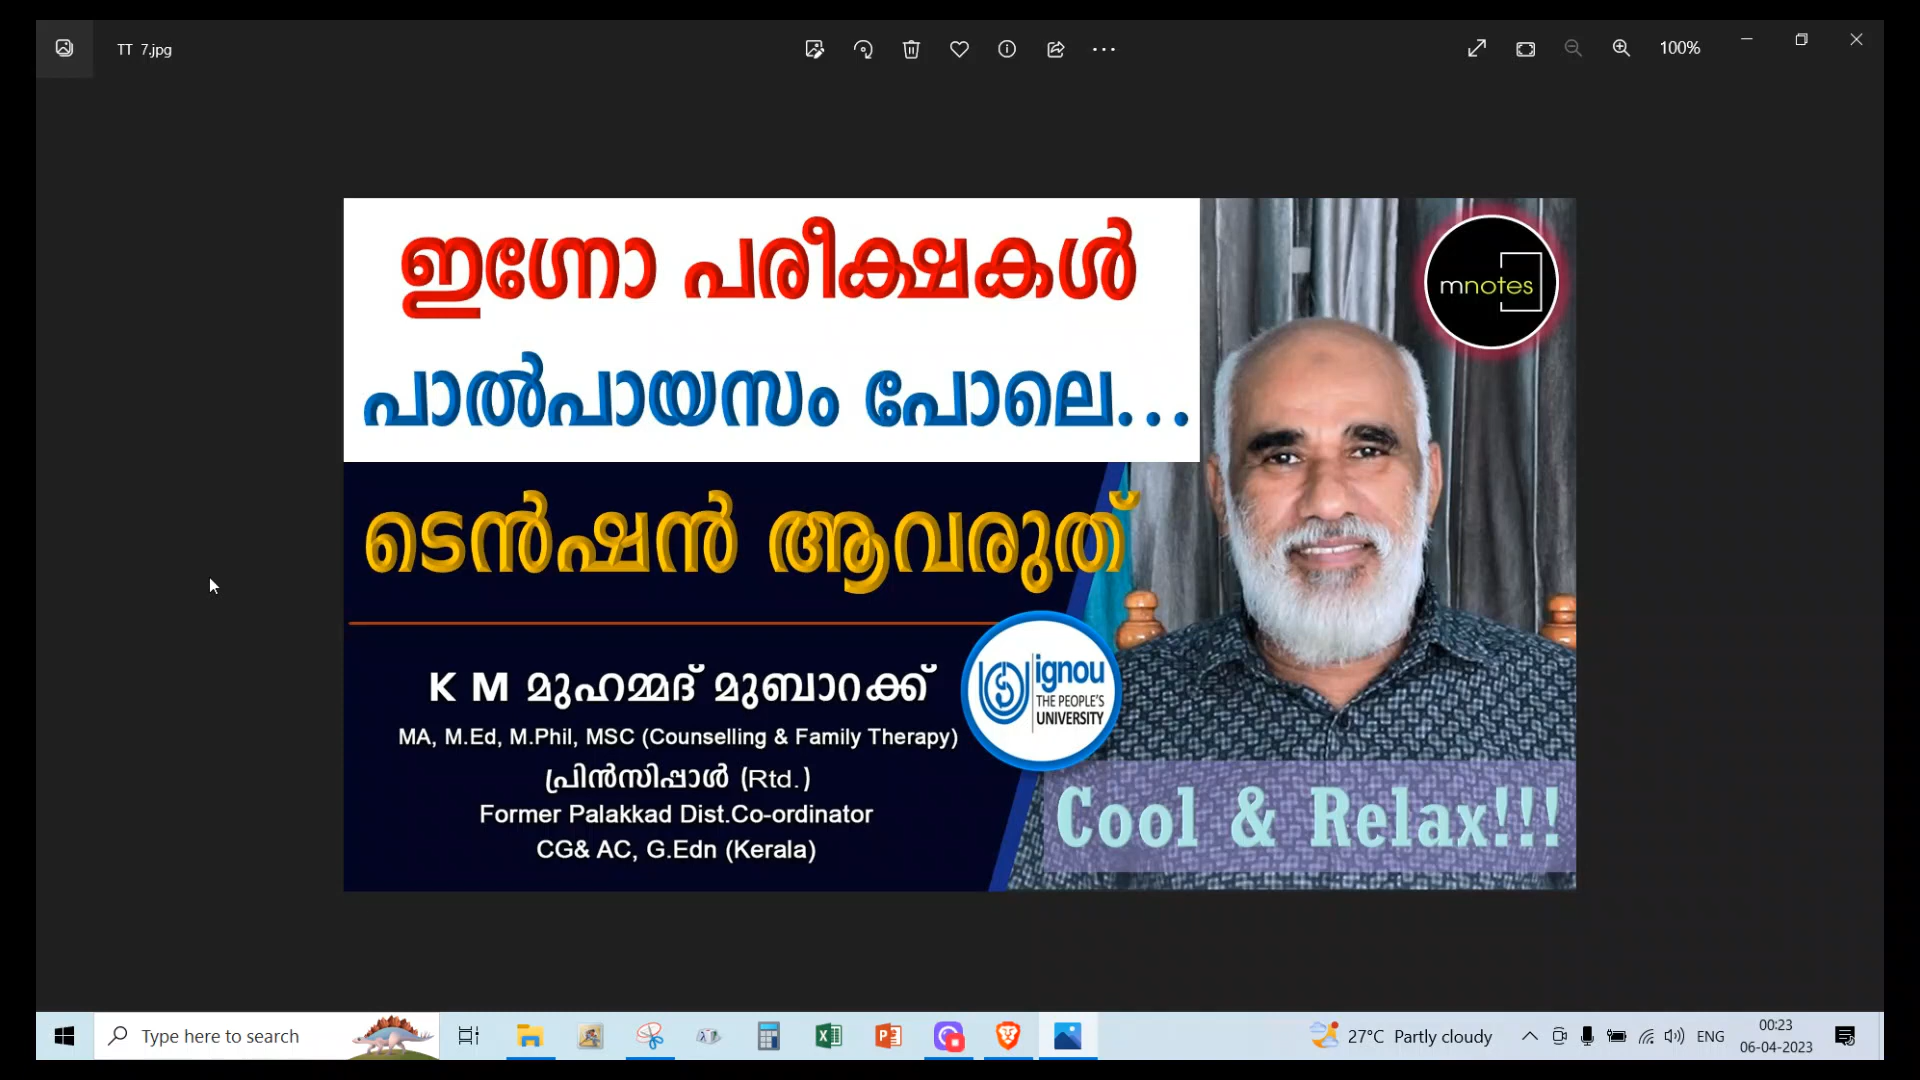 TT 7.jpg
100%
ഇഗ്നോ പരീക്ഷകൾ
mnotes
പാൽപായസം പോലെ...
ടെൻഷൻ ആവരുത്
K M മുഹമ്മദ് മുബാറക്ക്
MA, M.Ed, M.Phil, MSC (Counselling & Family Therapy)
പ്രിൻസിപ്പാൾ (Rtd.)
Former Palakkad Dist.Co-ordinator
CG& AC, G.Edn (Kerala)
ignou
THE PEOPLE'S
UNIVERSITY
Cool & Relax!!!
Type here to search
27°C Partly cloudy
ENG
00:23
06-04-2023